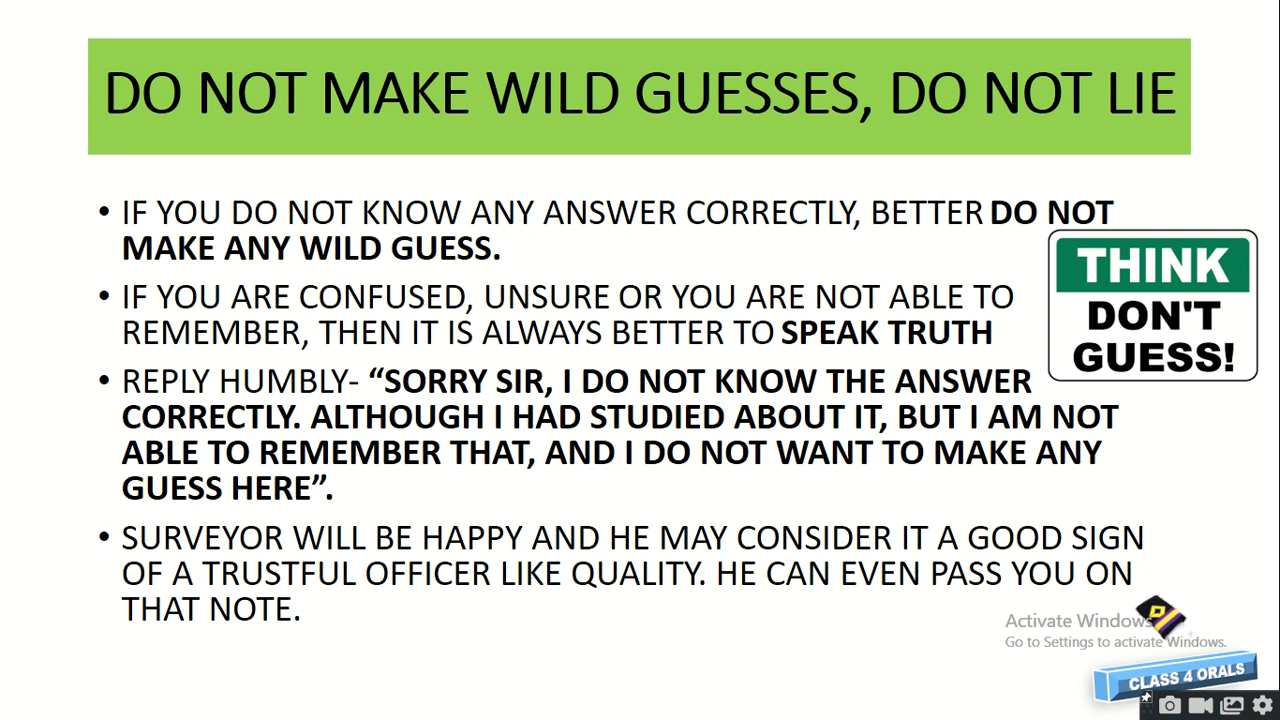 DO NOT MAKE WILD GUESSES, DO NOT LIE
• IF YOU DO NOT KNOW ANY ANSWER CORRECTLY, BETTER DO NOT
MAKE ANY WILD GUESS.
THINK
DON'T
GUESS!
• IF YOU ARE CONFUSED, UNSURE OR YOU ARE NOT ABLE TO
REMEMBER, THEN IT IS ALWAYS BETTER TO SPEAK TRUTH
• REPLY HUMBLY- “SORRY SIR, I DO NOT KNOW THE ANSWER
CORRECTLY. ALTHOUGH I HAD STUDIED ABOUT IT, BUT I AM NOT
ABLE TO REMEMBER THAT, AND I DO NOT WANT TO MAKE ANY
GUESS HERE”.
• SURVEYOR WILL BE HAPPY AND HE MAY CONSIDER IT A GOOD SIGN
OF A TRUSTFUL OFFICER LIKE QUALITY. HE CAN EVEN PASS YOU ON
THAT NOTE.
Activate Windows
Go to Settings to activate Windows.
CLASS 4 ORALS